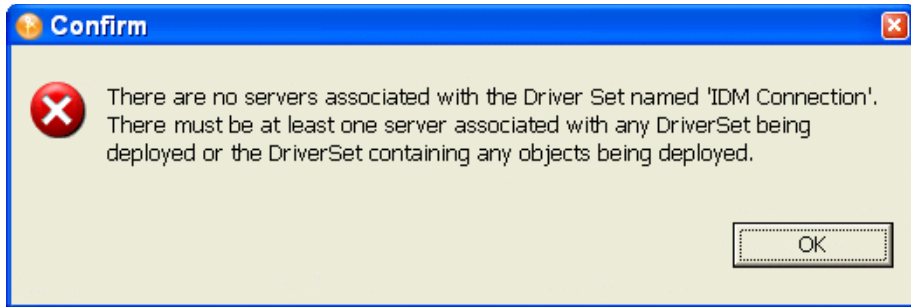 Confirm
There are no servers associated with the Driver Set named 'IDM Connection'.
There must be at least one server associated with any DriverSet being
deployed or the DriverSet containing any objects being deployed.
OK